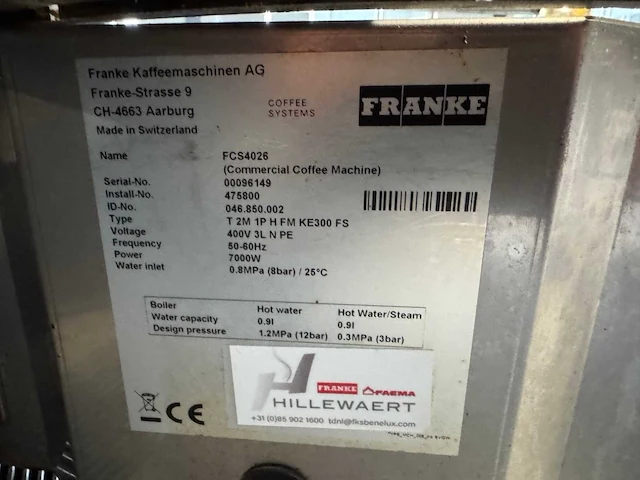 Franke Kaffeemaschinen AG
Franke-Strasse 9
CH-4663 Aarburg
Made in Switzerland
COFFEE
SYSTEMS
FRANKE
Name FCS4026
(Commercial Coffee Machine)
Serial-No. 00096149
Install-No. 475800
ID-No. 046.850.002
Type T 2M 1P H FM KE300 FS
Voltage 400V 3L N PE
Frequency 50-60Hz
Power 7000W
Water inlet 0.8MPa (8bar) / 25°C
Boiler Hot water Hot Water/Steam
Water capacity 0.9l 0.9l
Design pressure 1.2MPa (12bar) 0.3MPa (3bar)
FRANKE FAEMA
HILLEWAERT
+31 (0)85 902 1600 tdnl@fksbenelux.com
CE